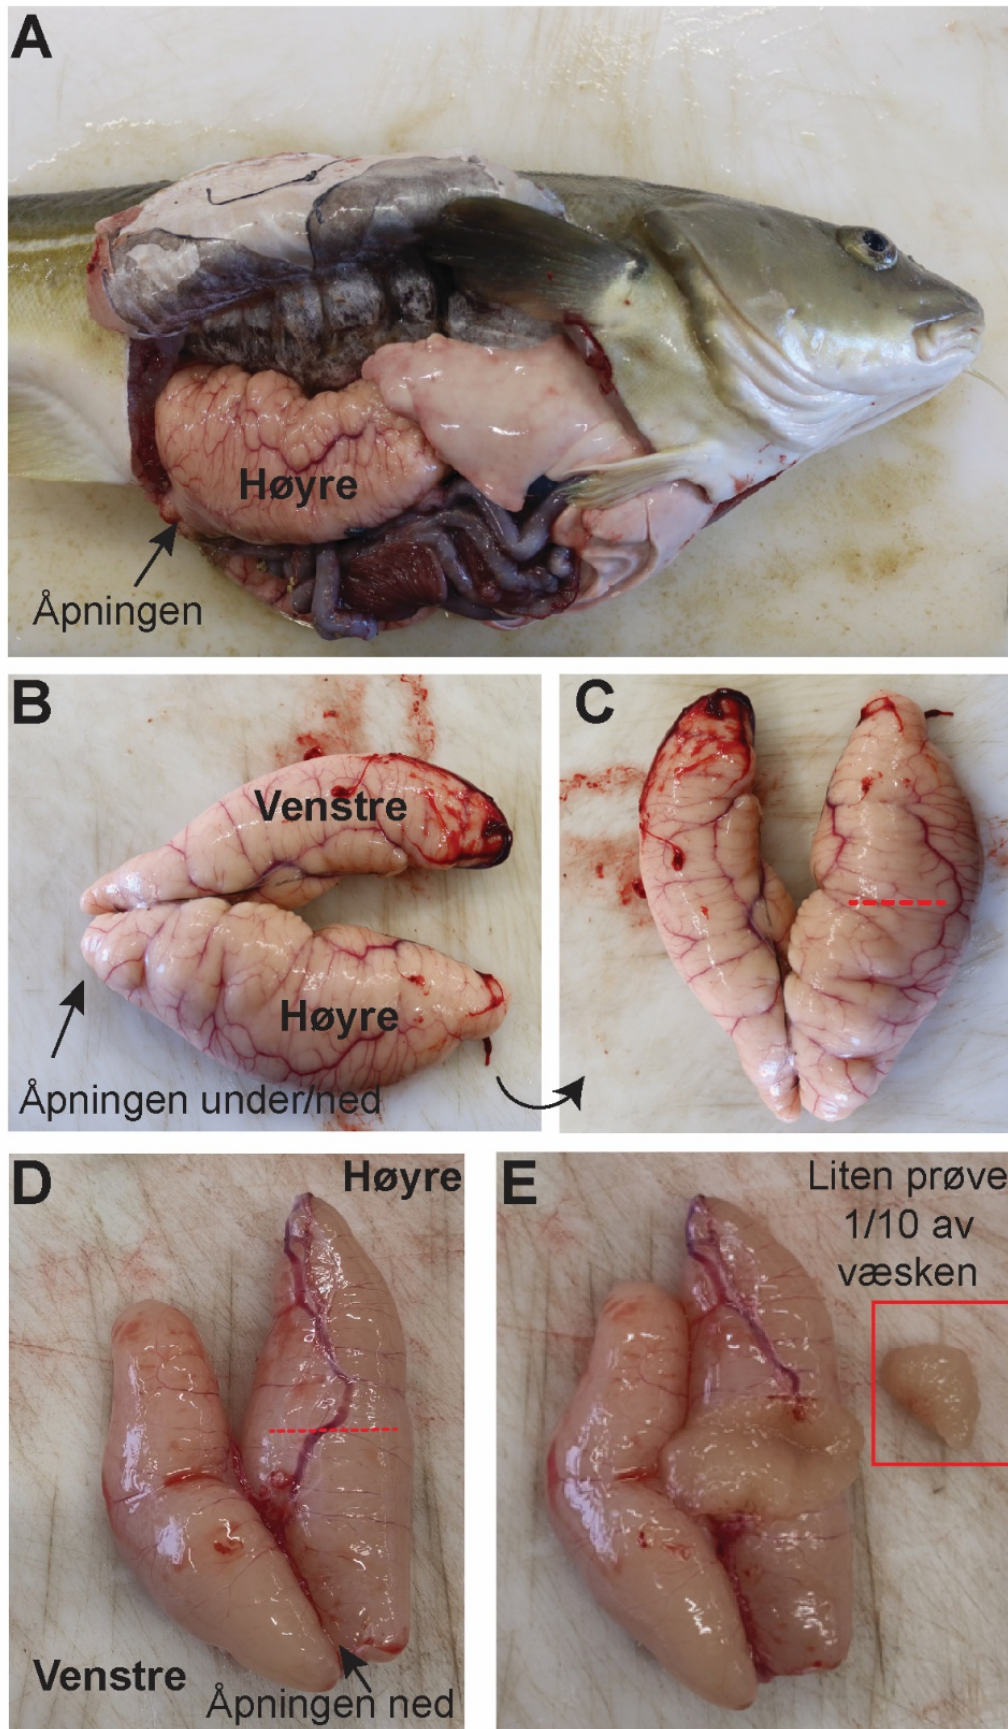 A
Høyre
Åpningen
B
Venstre
Høyre
Åpningen under/ned
C
D
Høyre
Venstre
Åpningen ned
E
Liten prøve
1/10 av
væsken